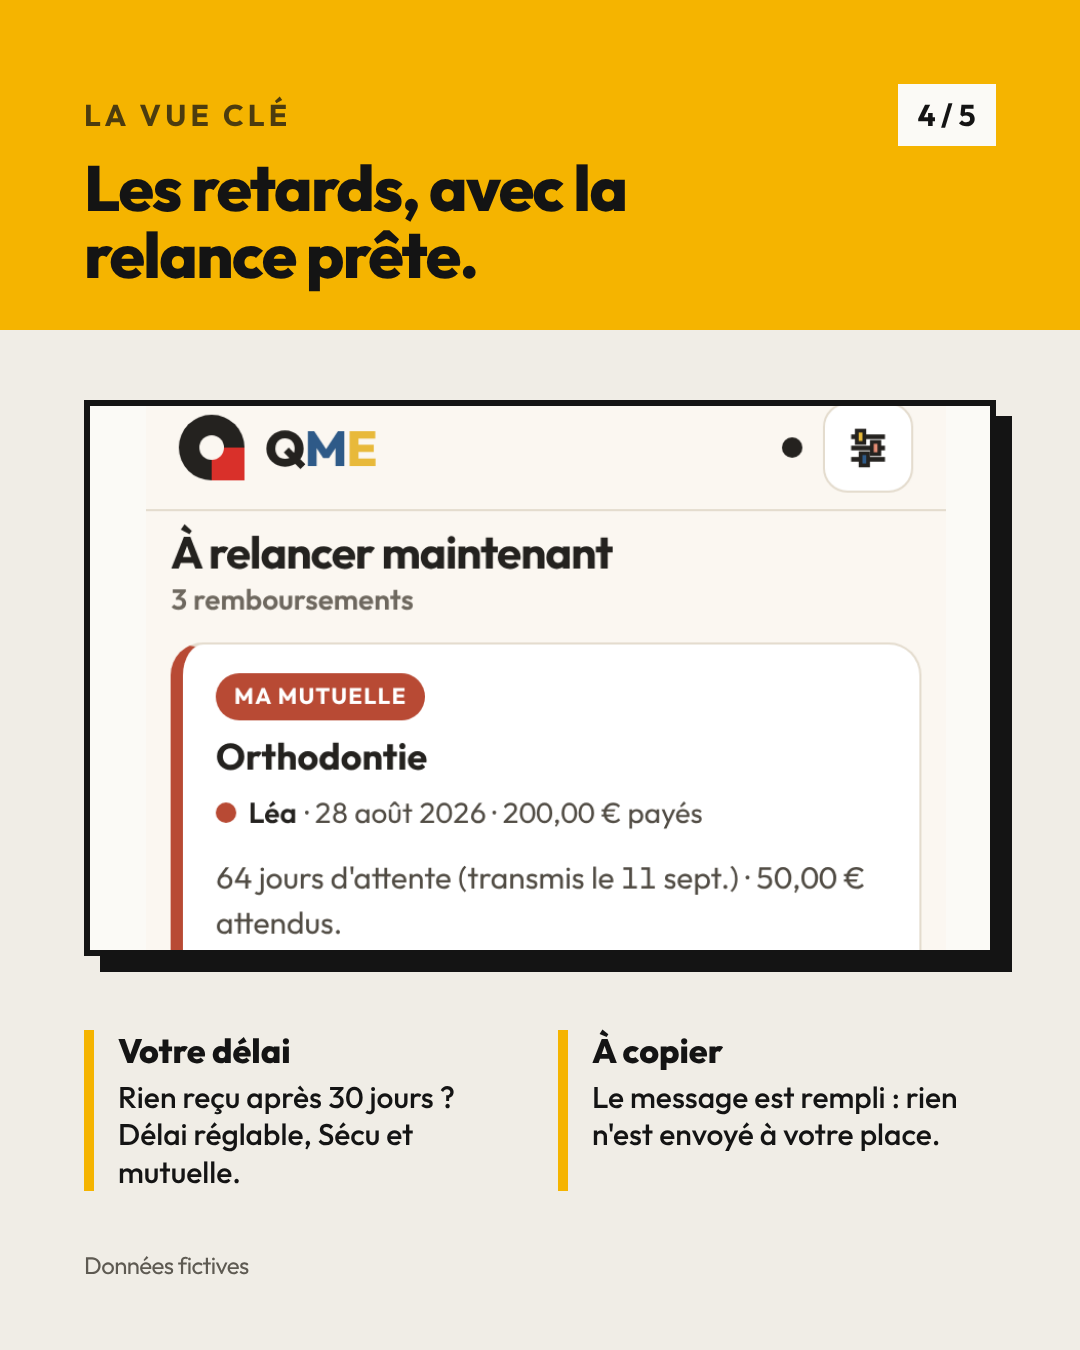 LA VUE CLÉ
4/5
Les retards, avec la
relance prête.
QME
À relancer maintenant
3 remboursements
MA MUTUELLE
Orthodontie
Léa · 28 août 2026 · 200,00 € payés
64 jours d'attente (transmis le 11 sept.) · 50,00 €
attendus.
Votre délai
Rien reçu après 30 jours ?
Délai réglable, Sécu et
mutuelle.
À copier
Le message est rempli : rien
n'est envoyé à votre place.
Données fictives